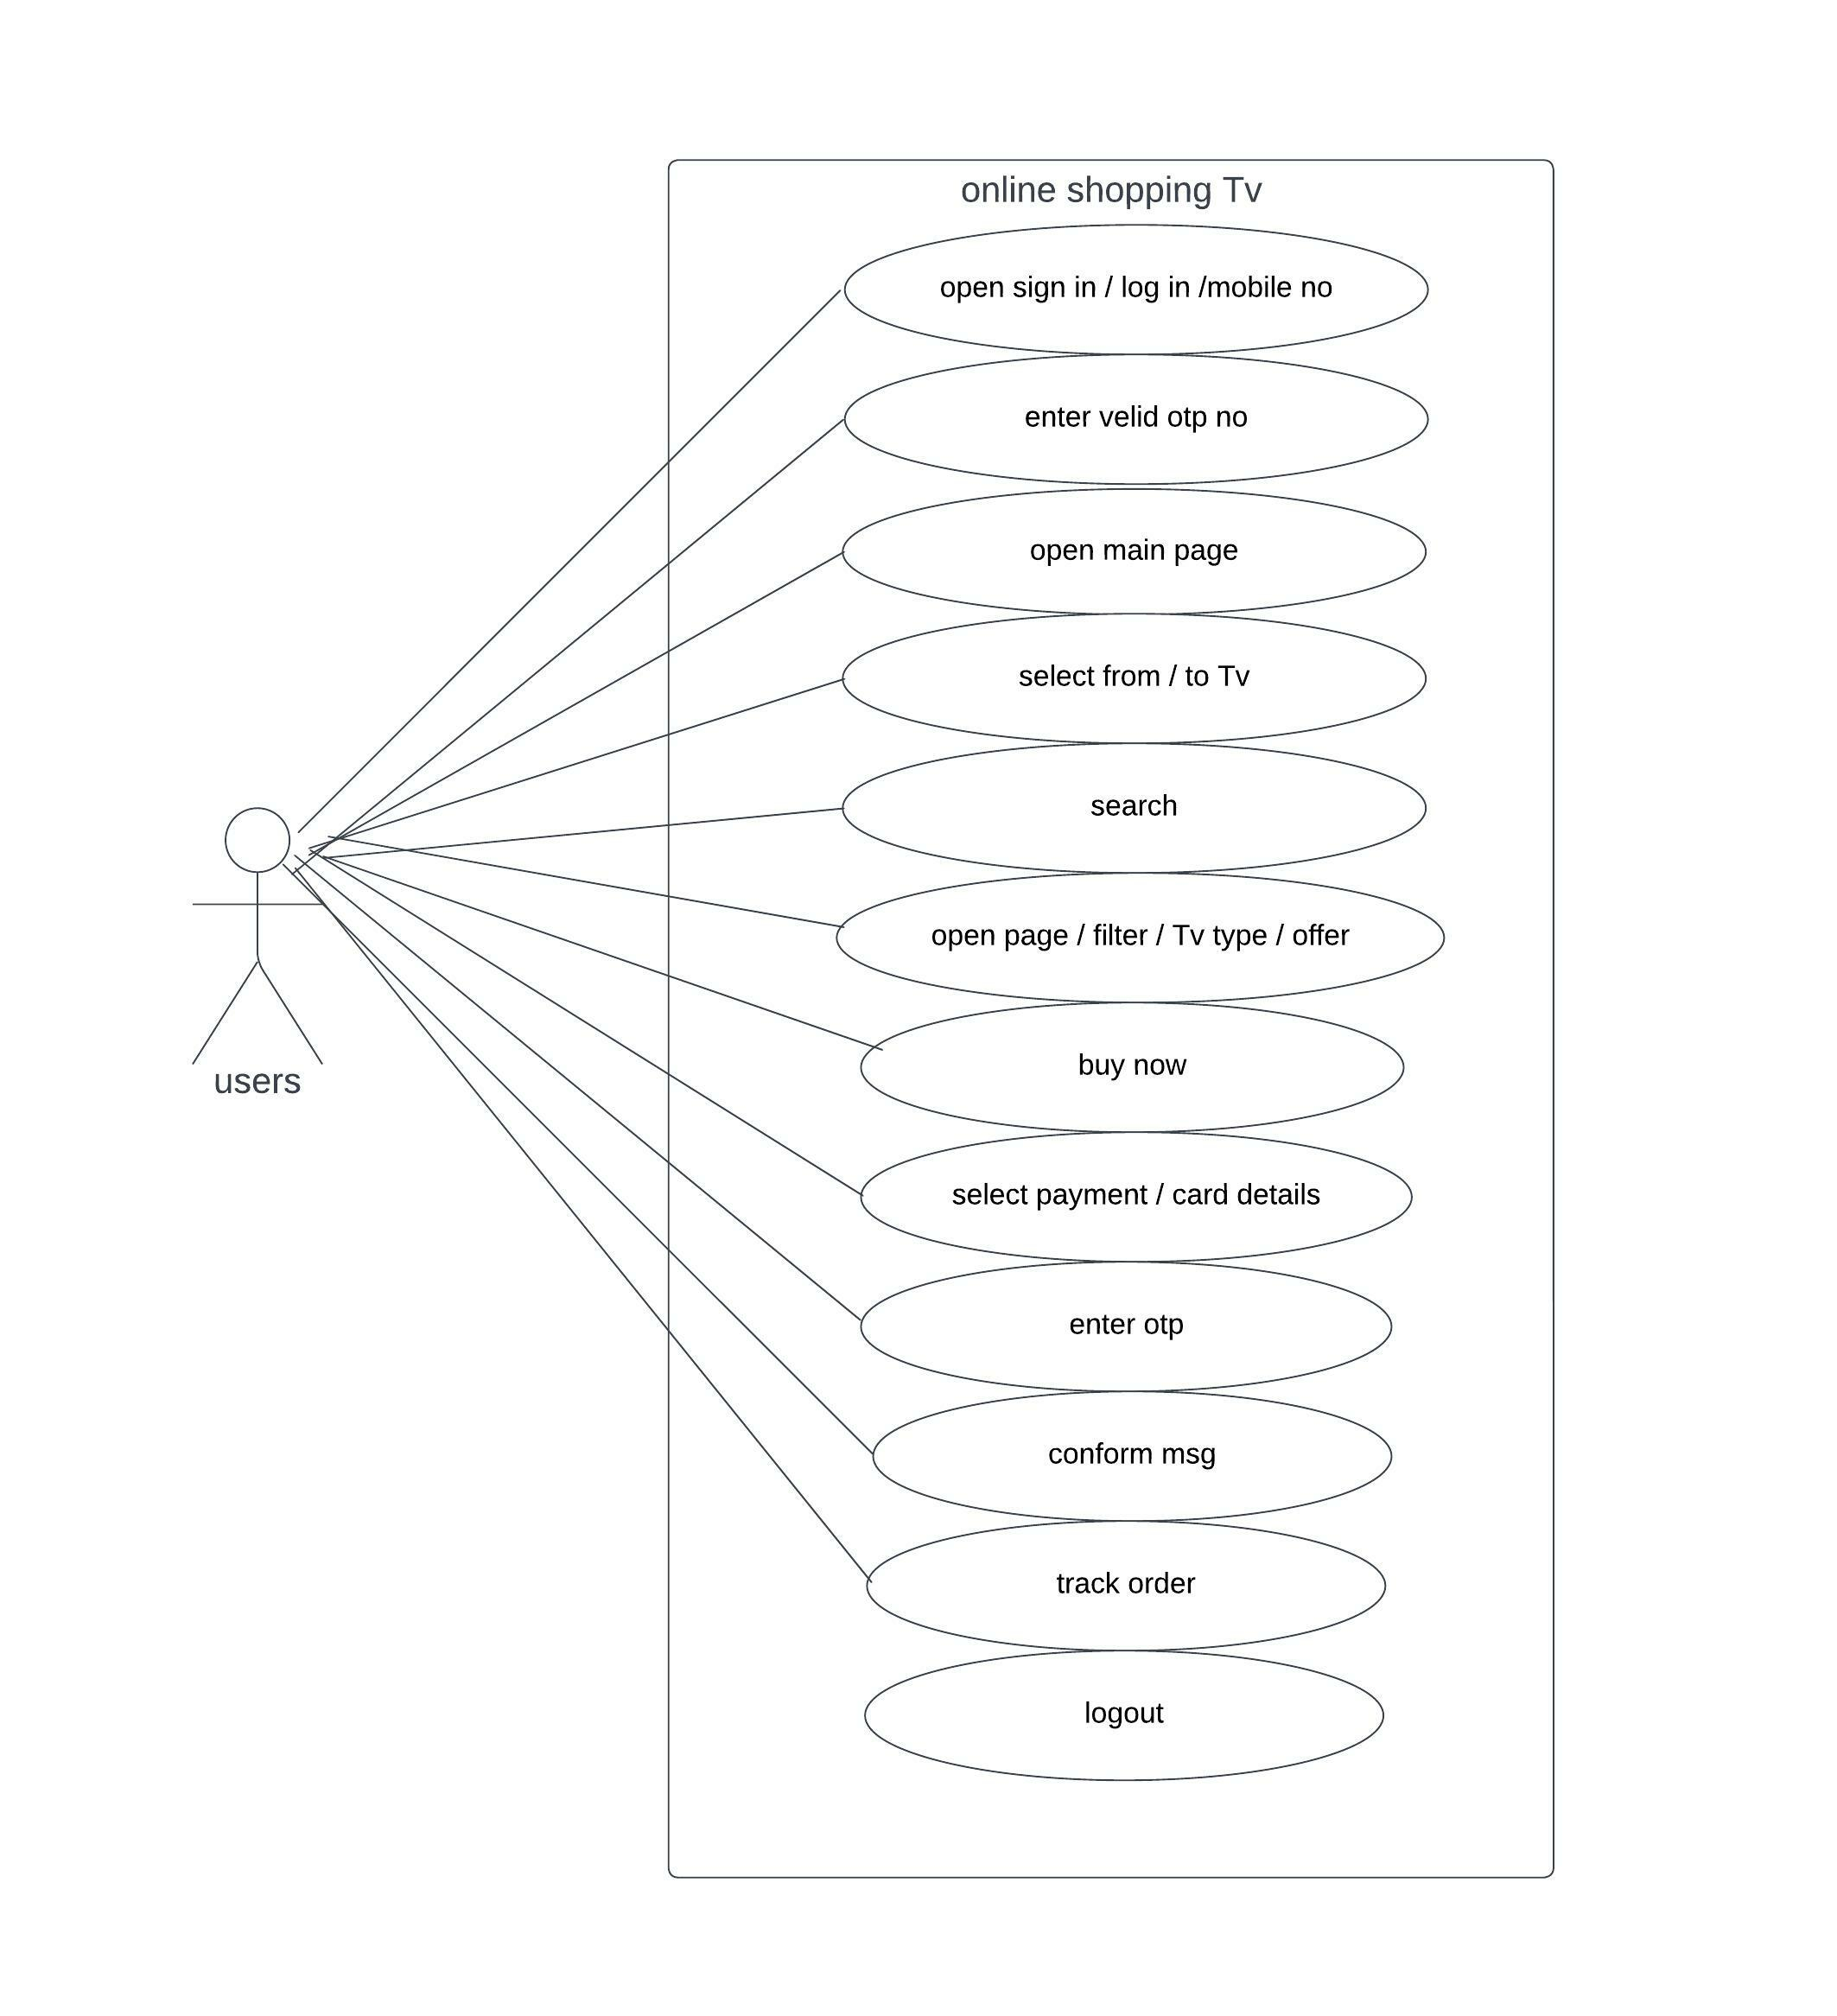 online shopping Tv
open sign in / log in /mobile no
enter velid otp no
open main page
select from / to Tv
search
open page / filter / Tv type / offer
buy now
users
select payment / card details
enter otp
conform msg
track order
logout